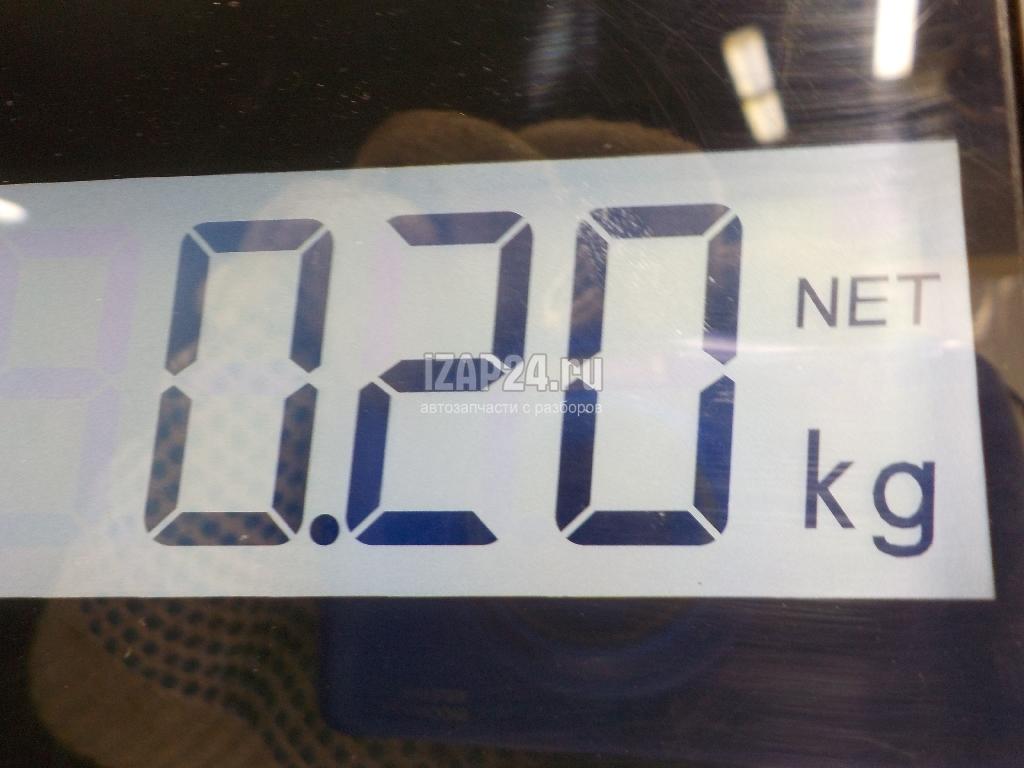 0.20
NET
kg
iZAP24.ru
автозапчасти с разборов